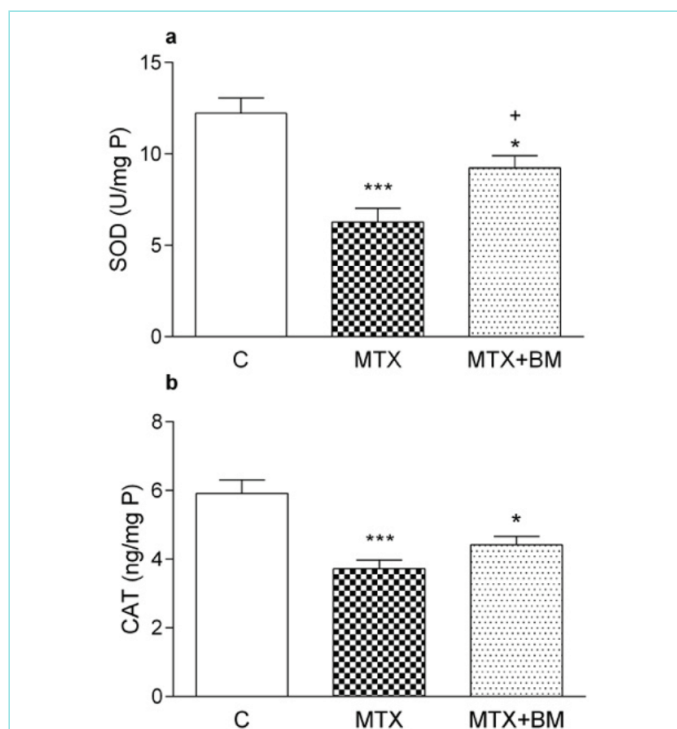 a
15
10
5
0
SOD (U/mg P)
***
+
*
C MTX MTX+BM
b
8
6
4
2
0
CAT (ng/mg P)
***
*
C MTX MTX+BM